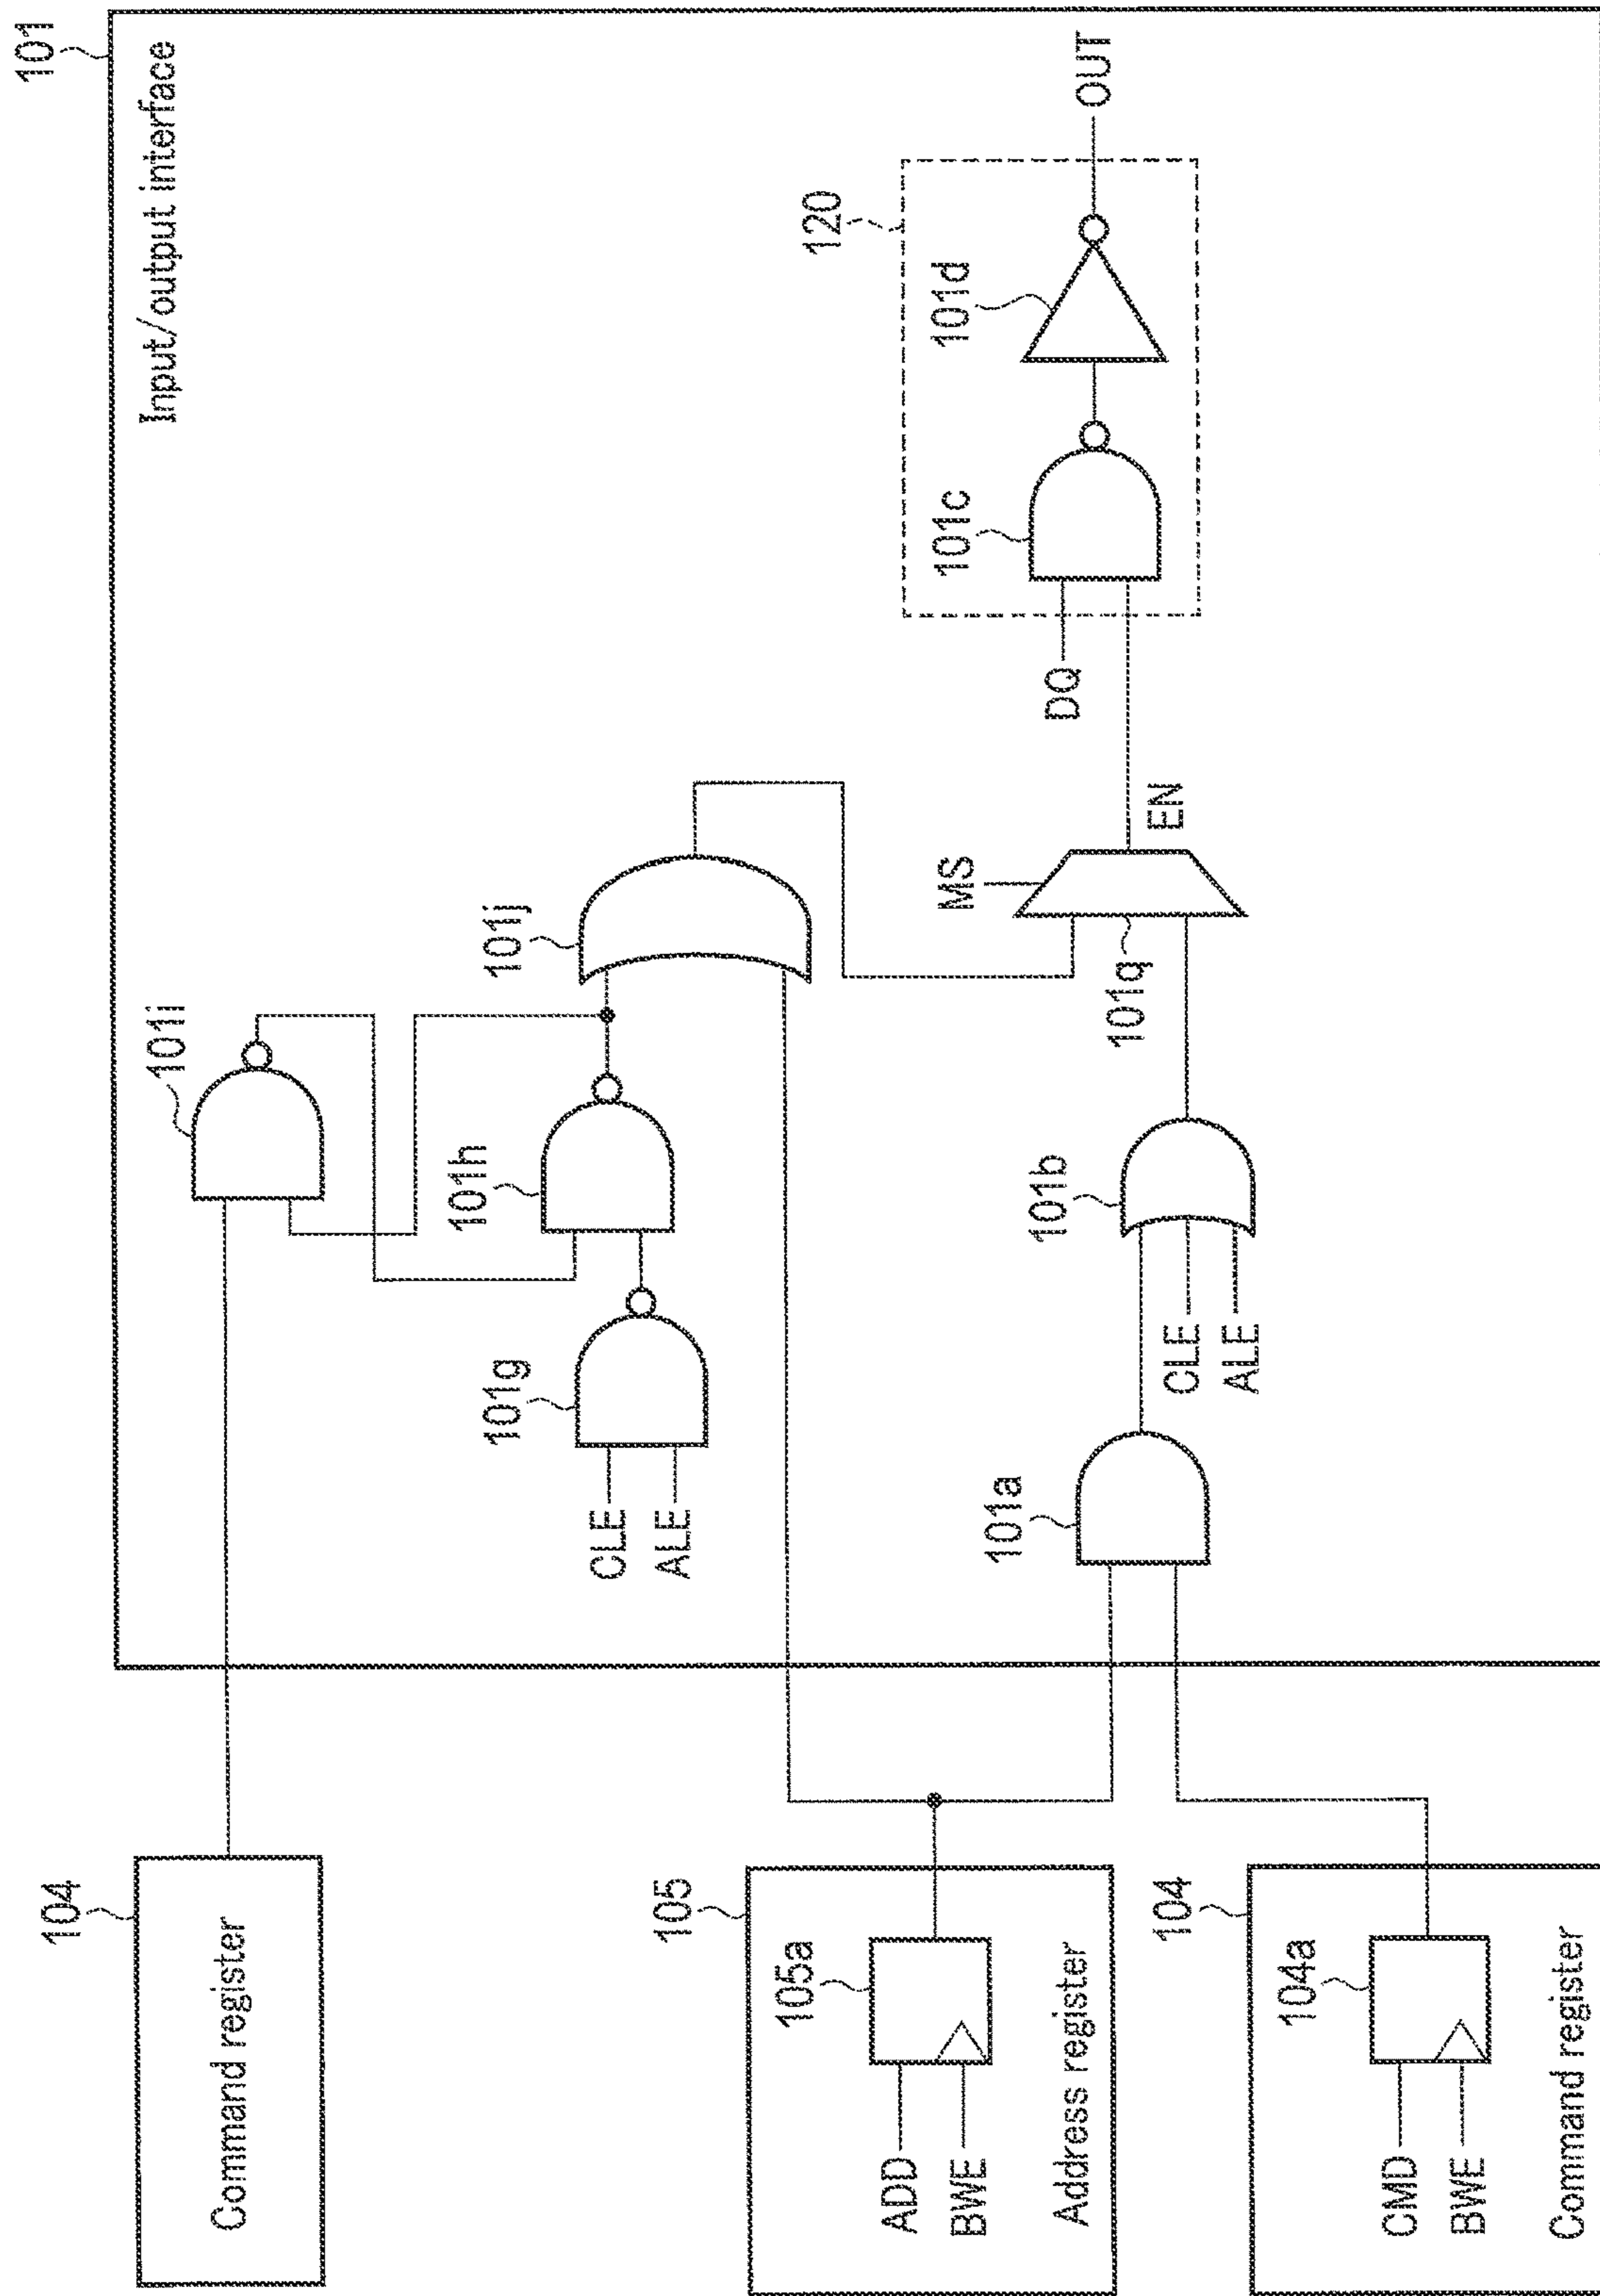 101
Input/output interface
104
Command register
101i
101h
101g
CLE
ALE
101j
105
105a
ADD
BWE
Address register
MS
101q
EN
120
DQ
101c
101d
OUT
101a
101b
CLE
ALE
104
104a
CMD
BWE
Command register